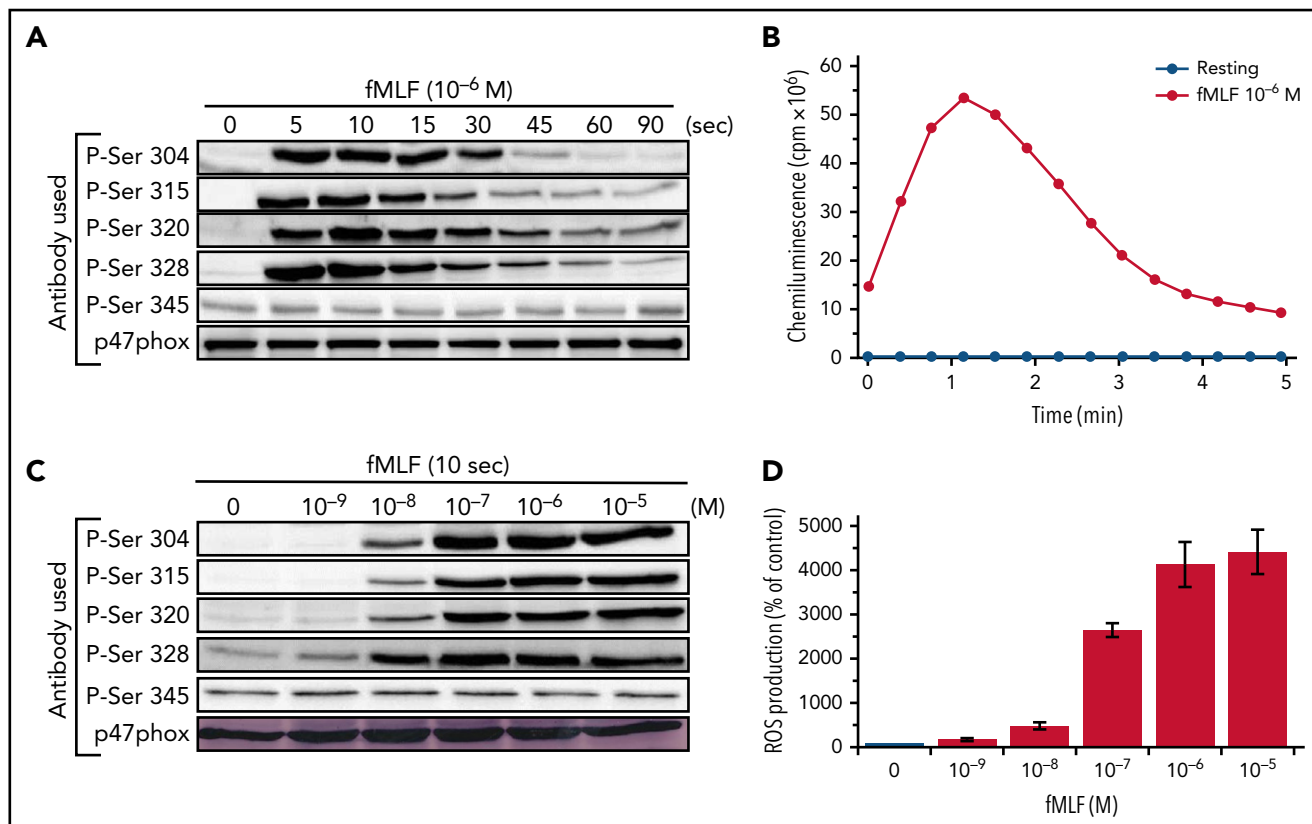 A
fMLF (10⁻⁶ M)
0 5 10 15 30 45 60 90 (sec)
Antibody used
P-Ser 304
P-Ser 315
P-Ser 320
P-Ser 328
P-Ser 345
p47phox
B
Resting
fMLF 10⁻⁶ M
Chemiluminescence (cpm × 10⁶)
60
50
40
30
20
10
0
0 1 2 3 4 5
Time (min)
C
fMLF (10 sec)
0 10⁻⁹ 10⁻⁸ 10⁻⁷ 10⁻⁶ 10⁻⁵ (M)
Antibody used
P-Ser 304
P-Ser 315
P-Ser 320
P-Ser 328
P-Ser 345
p47phox
D
ROS production (% of control)
5000
4000
3000
2000
1000
500
0
0 10⁻⁹ 10⁻⁸ 10⁻⁷ 10⁻⁶ 10⁻⁵
fMLF (M)